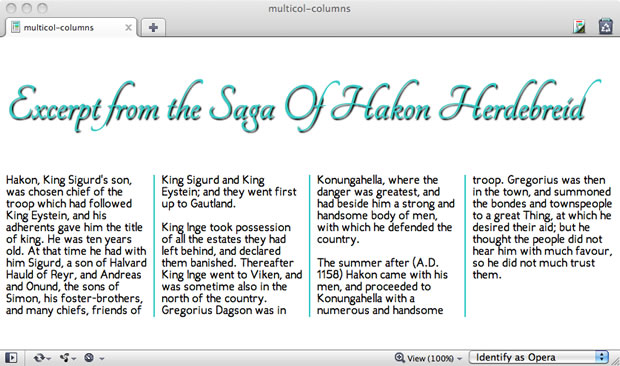 multicol-columns
multicol-columns
Excerpt from the Saga Of Hakon Herdebreid
Hakon, King Sigurd's son,
was chosen chief of the
troop which had followed
King Eystein, and his
adherents gave him the title
of king. He was ten years
old. At that time he had with
him Sigurd, a son of Halvard
Hauld of Reyr, and Andreas
and Onund, the sons of
Simon, his foster-brothers,
and many chiefs, friends of
King Sigurd and King
Eystein; and they went first
up to Gautland.
King Inge took possession
of all the estates they had
left behind, and declared
them banished. Thereafter
King Inge went to Viken, and
was sometime also in the
north of the country.
Gregorius Dagson was in
Konungahella, where the
danger was greatest, and
had beside him a strong and
handsome body of men,
with which he defended the
country.
The summer after (A.D.
1158) Hakon came with his
men, and proceeded to
Konungahella with a
numerous and handsome
troop. Gregorius was then
in the town, and summoned
the bondes and townspeople
to a great Thing, at which he
desired their aid; but he
thought the people did not
hear him with much favour,
so he did not much trust
them.
View (100%)
Identify as Opera